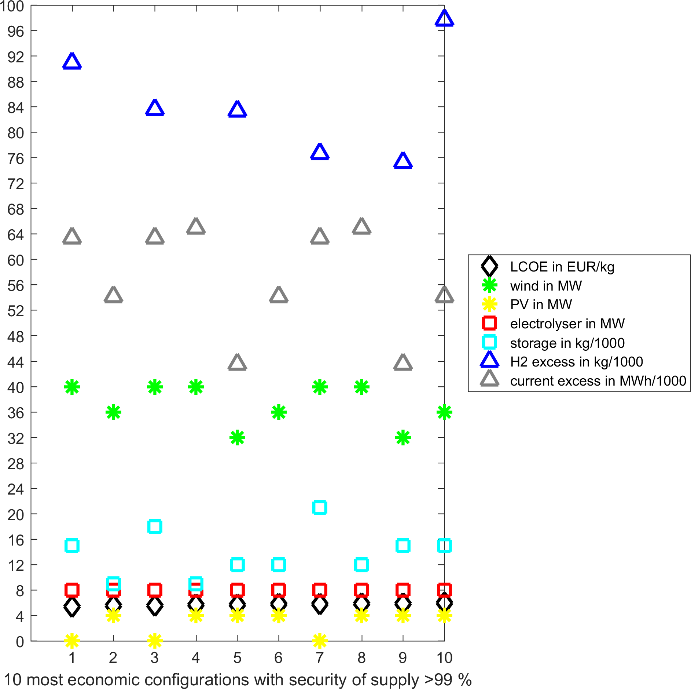 100
96
92
88
84
80
76
72
68
64
60
56
52
48
44
40
36
32
28
24
20
16
12
8
4
0
1 2 3 4 5 6 7 8 9 10
10 most economic configurations with security of supply >99 %
LCOE in EUR/kg
wind in MW
PV in MW
electrolyser in MW
storage in kg/1000
H2 excess in kg/1000
current excess in MWh/1000